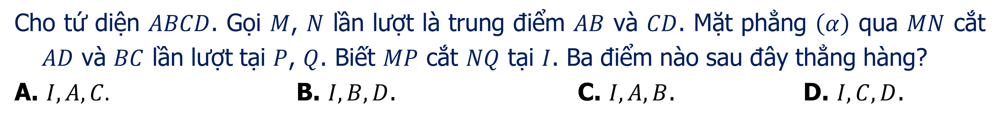 Cho tứ diện ABCD. Gọi M, N lần lượt là trung điểm AB và CD. Mặt phẳng (α) qua MN cắt
AD và BC lần lượt tại P, Q. Biết MP cắt NQ tại I. Ba điểm nào sau đây thẳng hàng?
A. I, A, C. B. I, B, D. C. I, A, B. D. I, C, D.